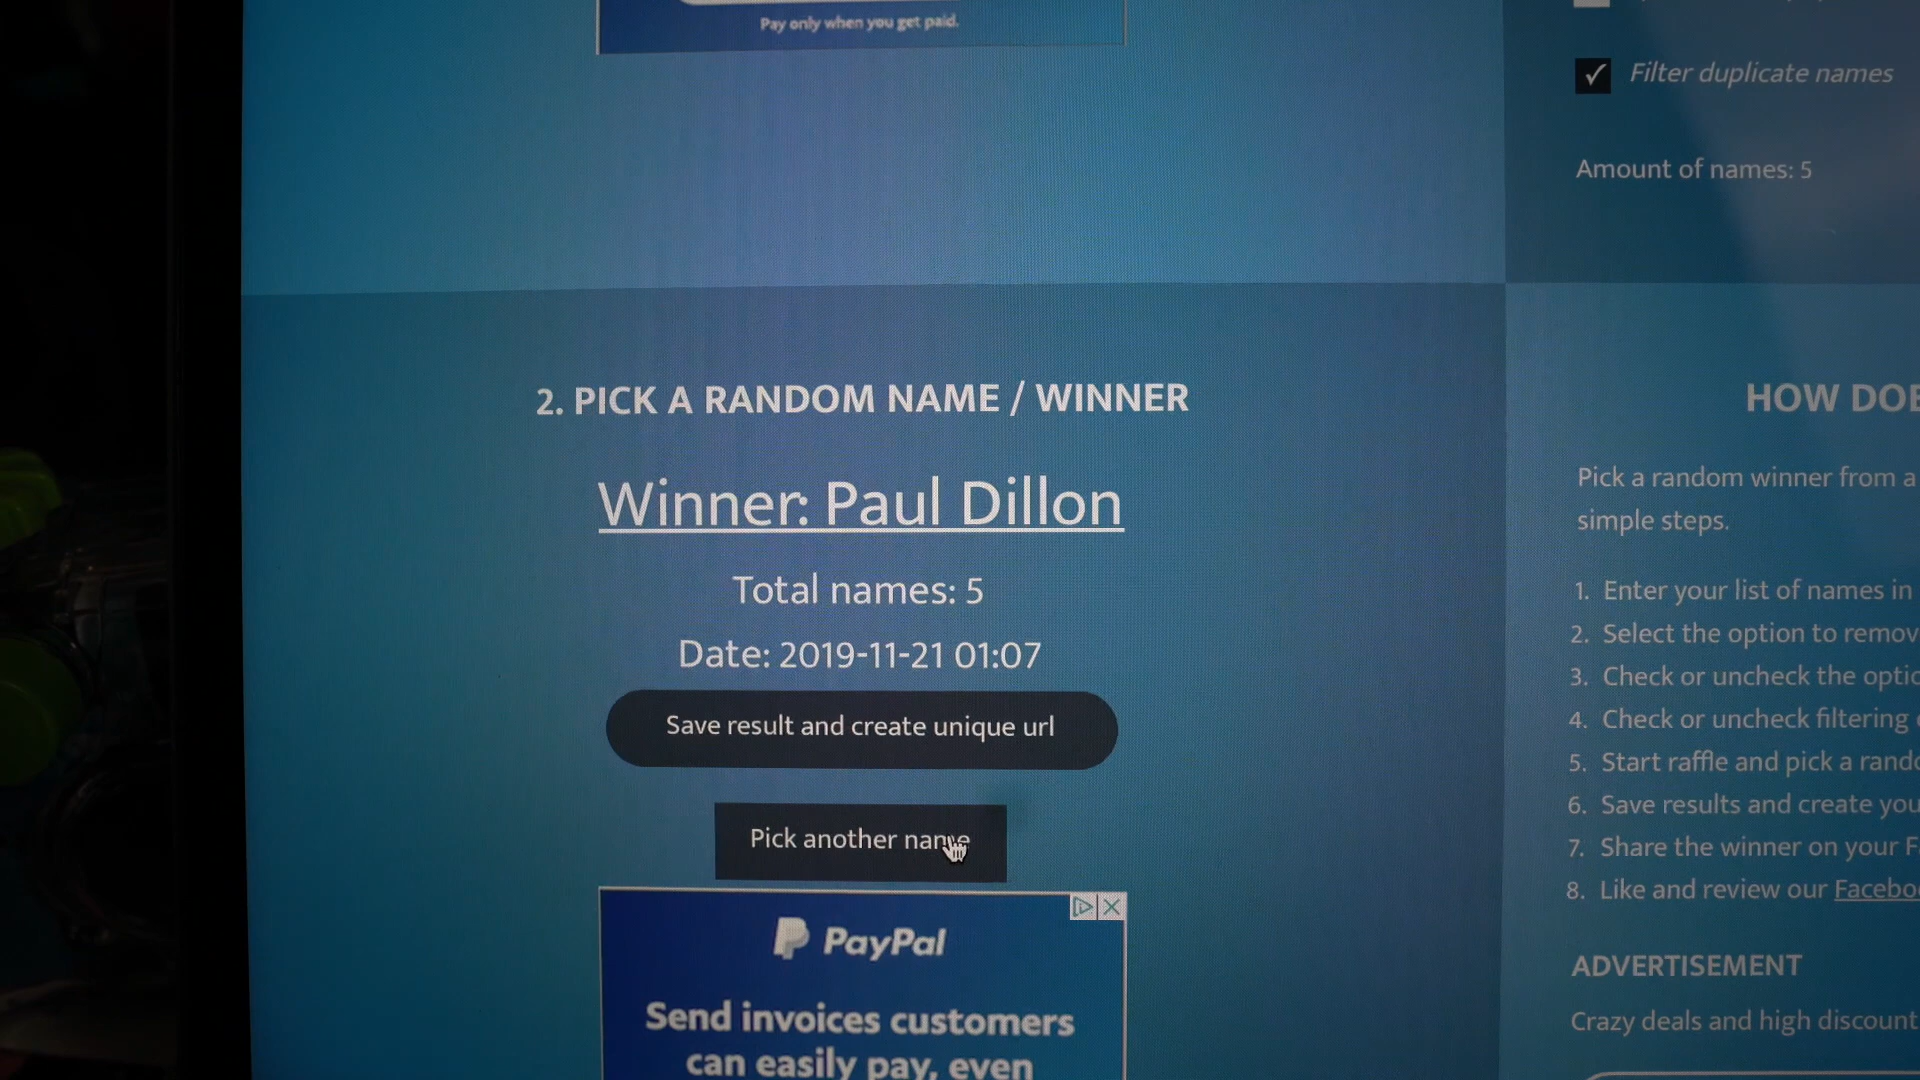 Pay only when you get paid.
Filter duplicate names
Amount of names: 5
2. PICK A RANDOM NAME / WINNER
Winner: Paul Dillon
Total names: 5
Date: 2019-11-21 01:07
Save result and create unique url
Pick another name
PayPal
Send invoices customers
can easily pay, even
HOW DOE
Pick a random winner from a
simple steps.
1. Enter your list of names in
2. Select the option to remov
3. Check or uncheck the optio
4. Check or uncheck filtering
5. Start raffle and pick a rando
6. Save results and create you
7. Share the winner on your F
8. Like and review our Facebo
ADVERTISEMENT
Crazy deals and high discount